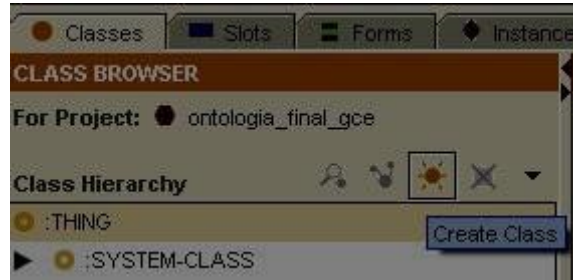 Classes Slots Forms Instance
CLASS BROWSER
For Project: ontologia_final_gce
Class Hierarchy
:THING
Create Class
:SYSTEM-CLASS